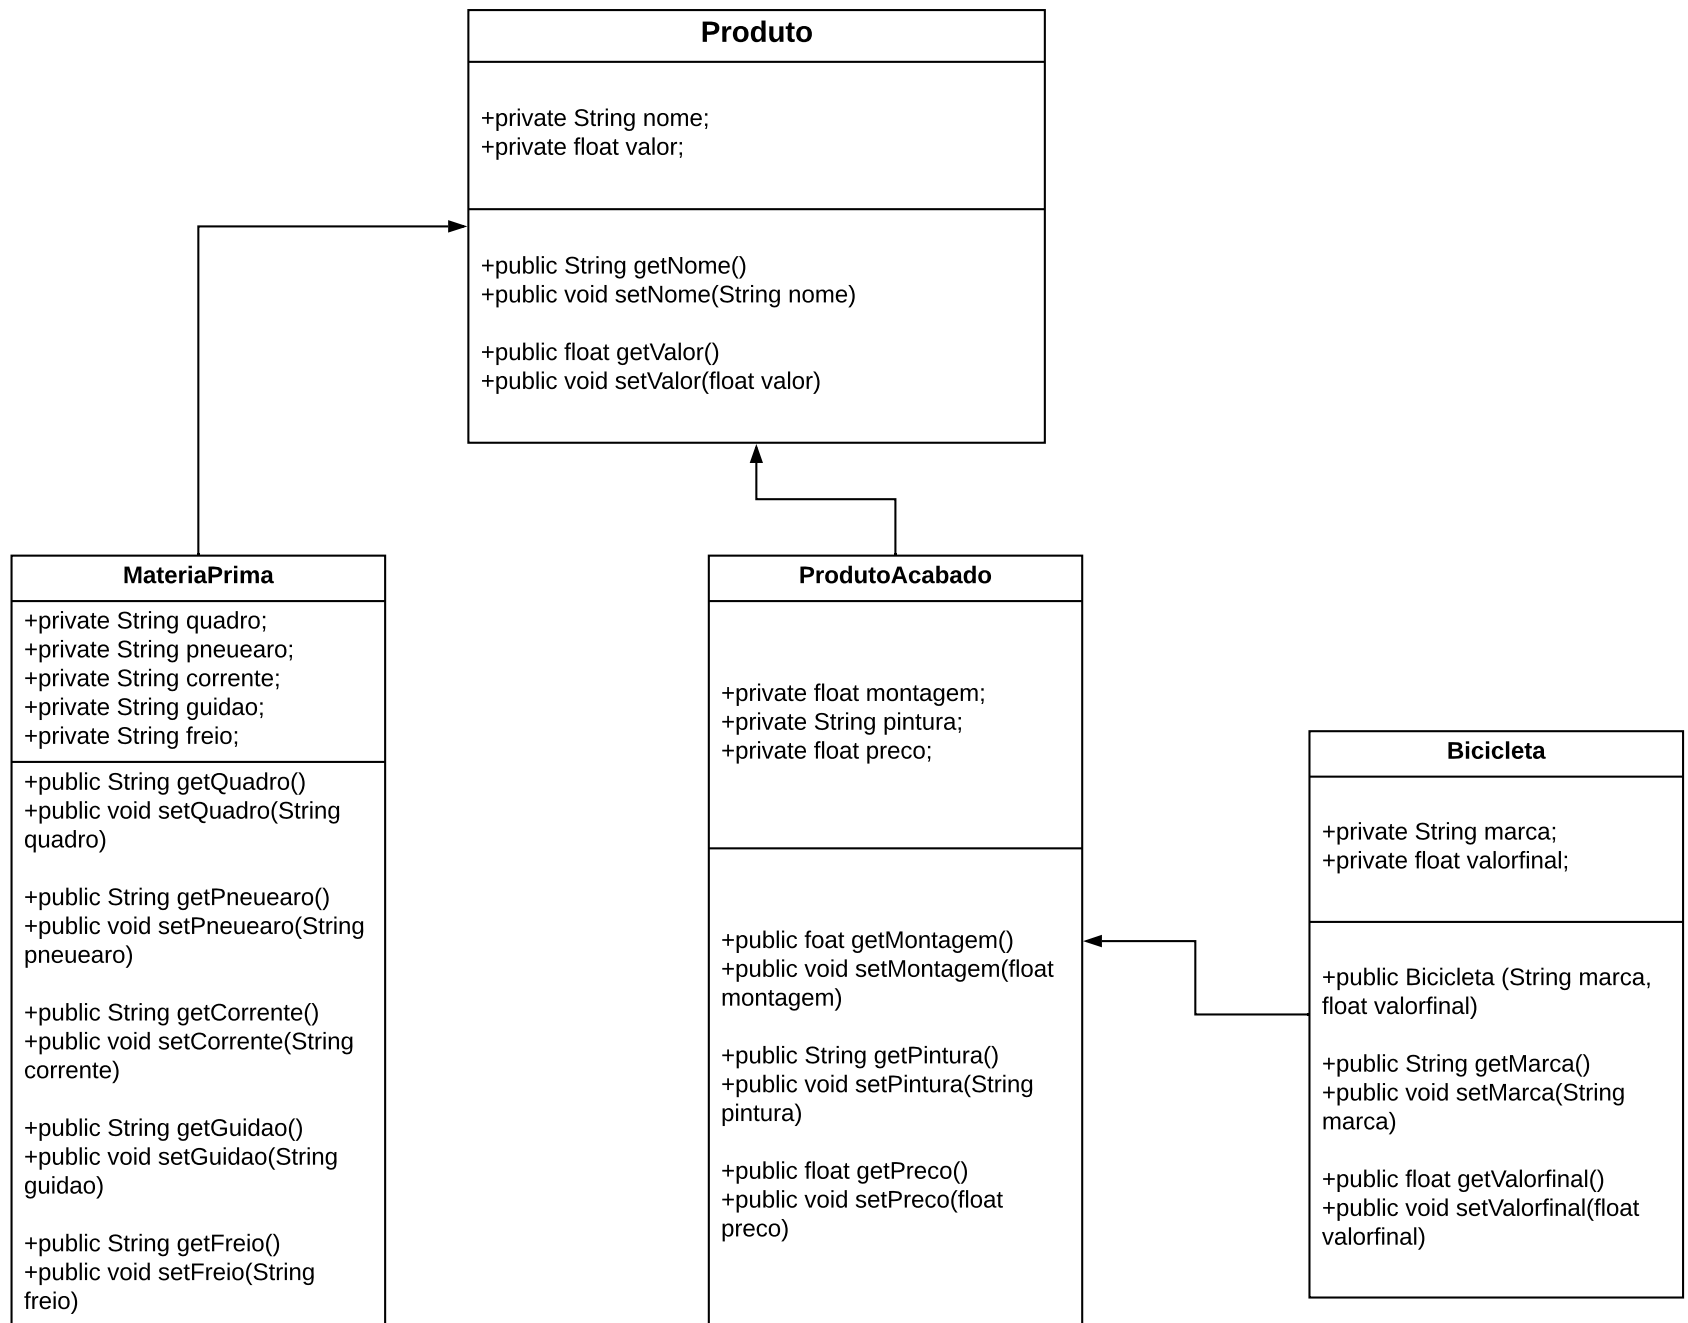 Produto
+private String nome;
+private float valor;
+public String getNome()
+public void setNome(String nome)
+public float getValor()
+public void setValor(float valor)
MateriaPrima
+private String quadro;
+private String pneuearo;
+private String corrente;
+private String guidao;
+private String freio;
+public String getQuadro()
+public void setQuadro(String
quadro)
+public String getPneuearo()
+public void setPneuearo(String
pneuearo)
+public String getCorrente()
+public void setCorrente(String
corrente)
+public String getGuidao()
+public void setGuidao(String
guidao)
+public String getFreio()
+public void setFreio(String
freio)
ProdutoAcabado
+private float montagem;
+private String pintura;
+private float preco;
+public foat getMontagem()
+public void setMontagem(float
montagem)
+public String getPintura()
+public void setPintura(String
pintura)
+public float getPreco()
+public void setPreco(float
preco)
Bicicleta
+private String marca;
+private float valorfinal;
+public Bicicleta (String marca,
float valorfinal)
+public String getMarca()
+public void setMarca(String
marca)
+public float getValorfinal()
+public void setValorfinal(float
valorfinal)